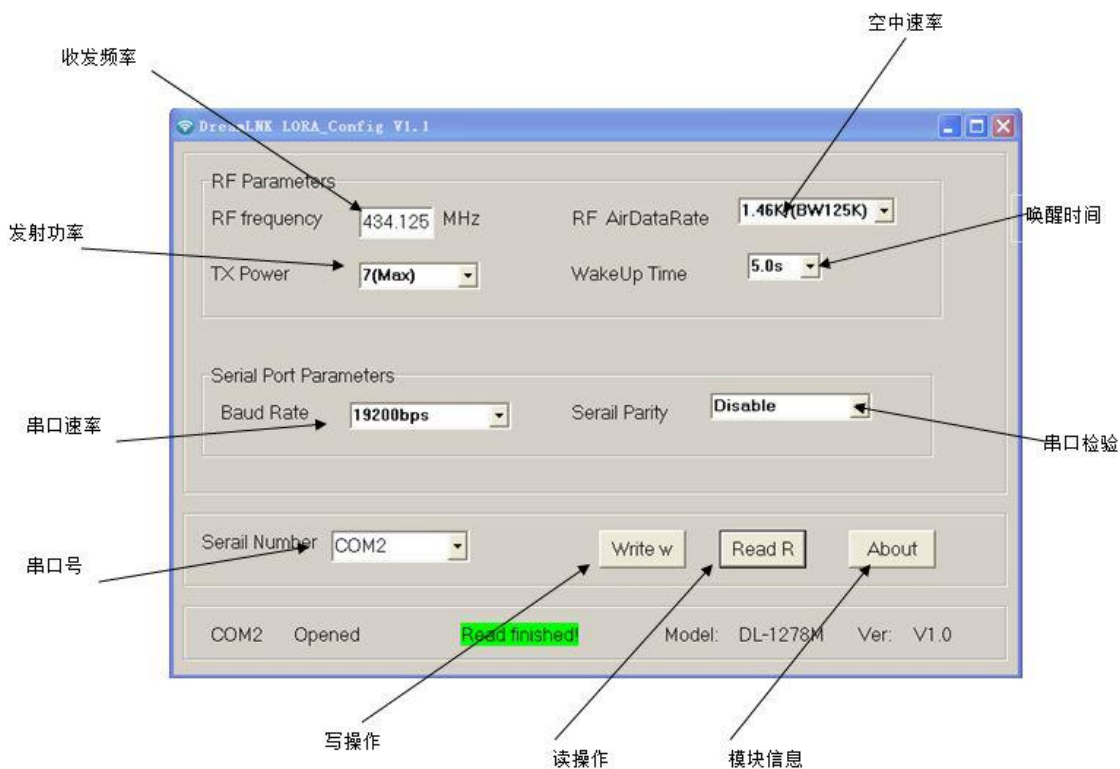 空中速率
收发频率
DreamLNK LORA_Config V1.1
RF Parameters
RF frequency 434.125 MHz RF AirDataRate 1.46K/(BW125K)
唤醒时间
发射功率
TX Power 7(Max) WakeUp Time 5.0s
Serial Port Parameters
Baud Rate 19200bps Serail Parity Disable
串口速率
串口检验
Serail Number COM2 Write w Read R About
串口号
COM2 Opened Read finished! Model: DL-1278M Ver: V1.0
写操作
读操作
模块信息